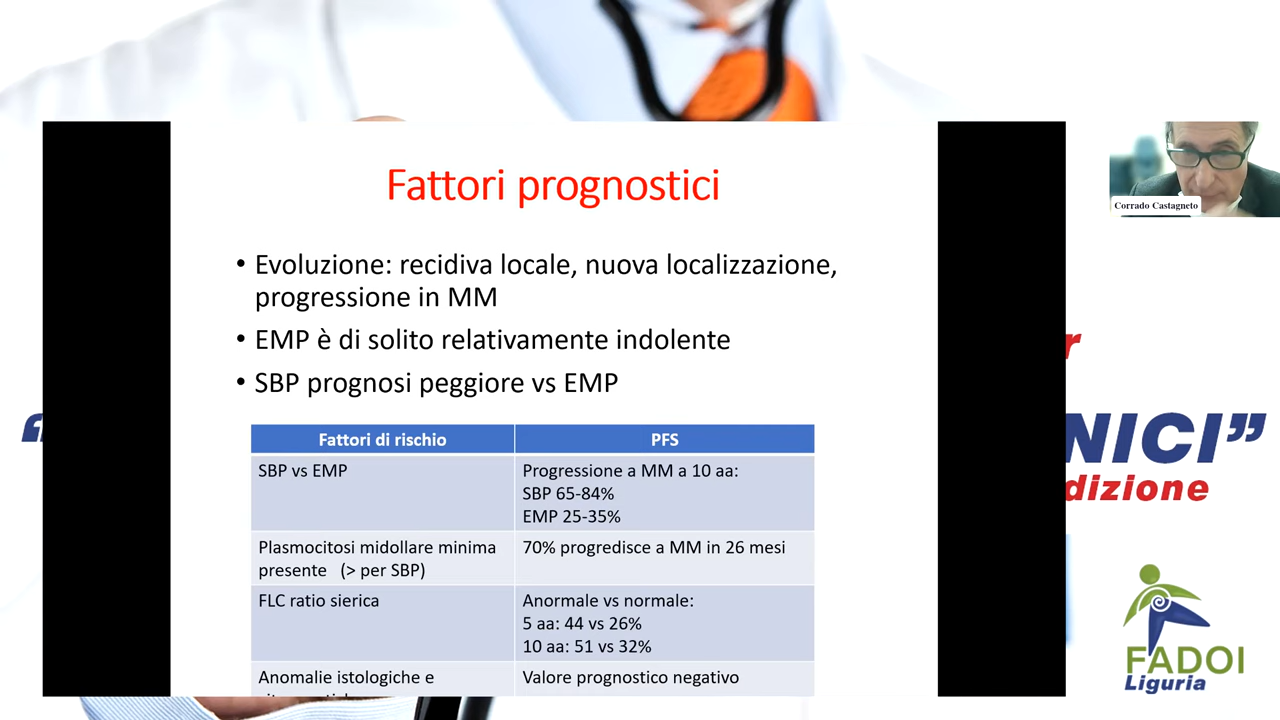 Fattori prognostici
• Evoluzione: recidiva locale, nuova localizzazione,
progressione in MM
• EMP è di solito relativamente indolente
• SBP prognosi peggiore vs EMP
Fattori di rischio
PFS
SBP vs EMP
Progressione a MM a 10 aa:
SBP 65-84%
EMP 25-35%
Plasmocitosi midollare minima
presente (> per SBP)
70% progredisce a MM in 26 mesi
FLC ratio sierica
Anormale vs normale:
5 aa: 44 vs 26%
10 aa: 51 vs 32%
Anomalie istologiche e
Valore prognostico negativo
Corrado Castagneto
r
NICI”
dizione
FADOI
Liguria